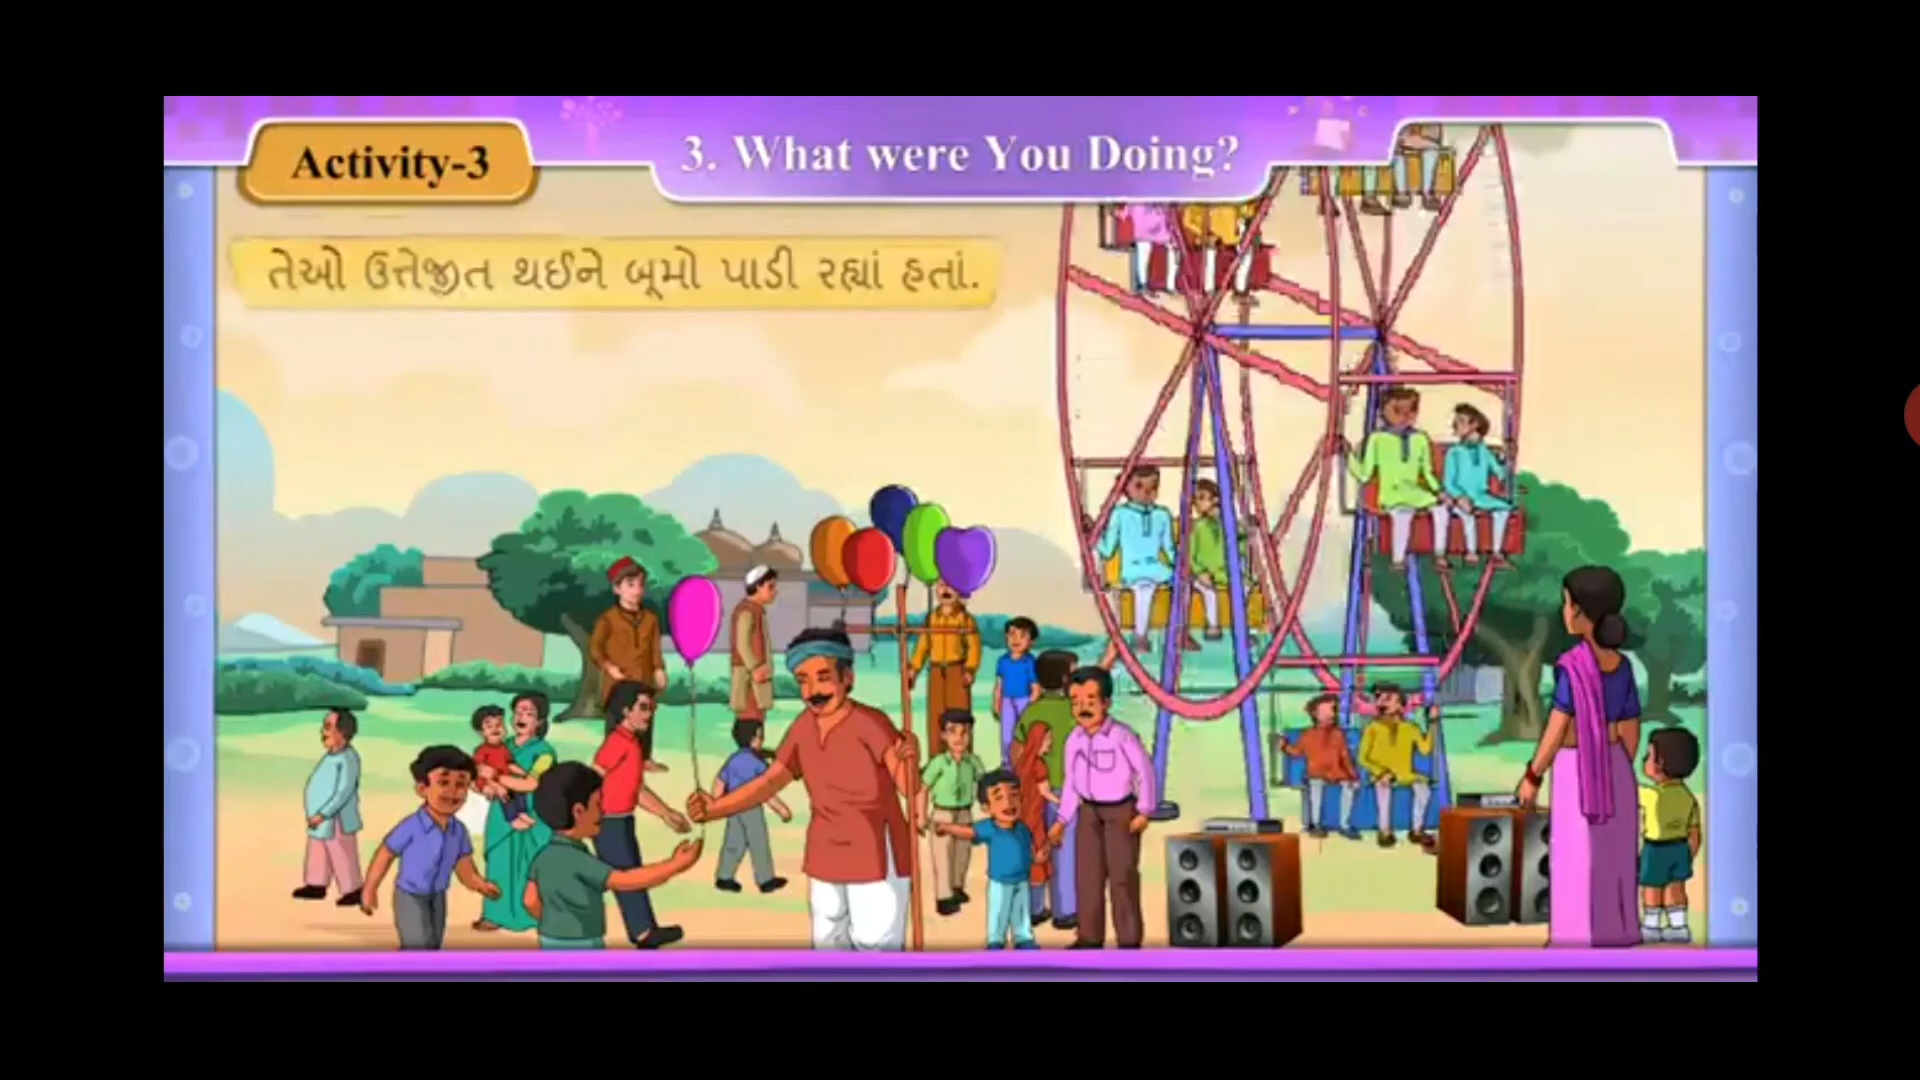 Activity-3
3. What were You Doing?
તેઓ ઉત્તેજીત થઈને બૂમો પાડી રહ્યાં હતાં.